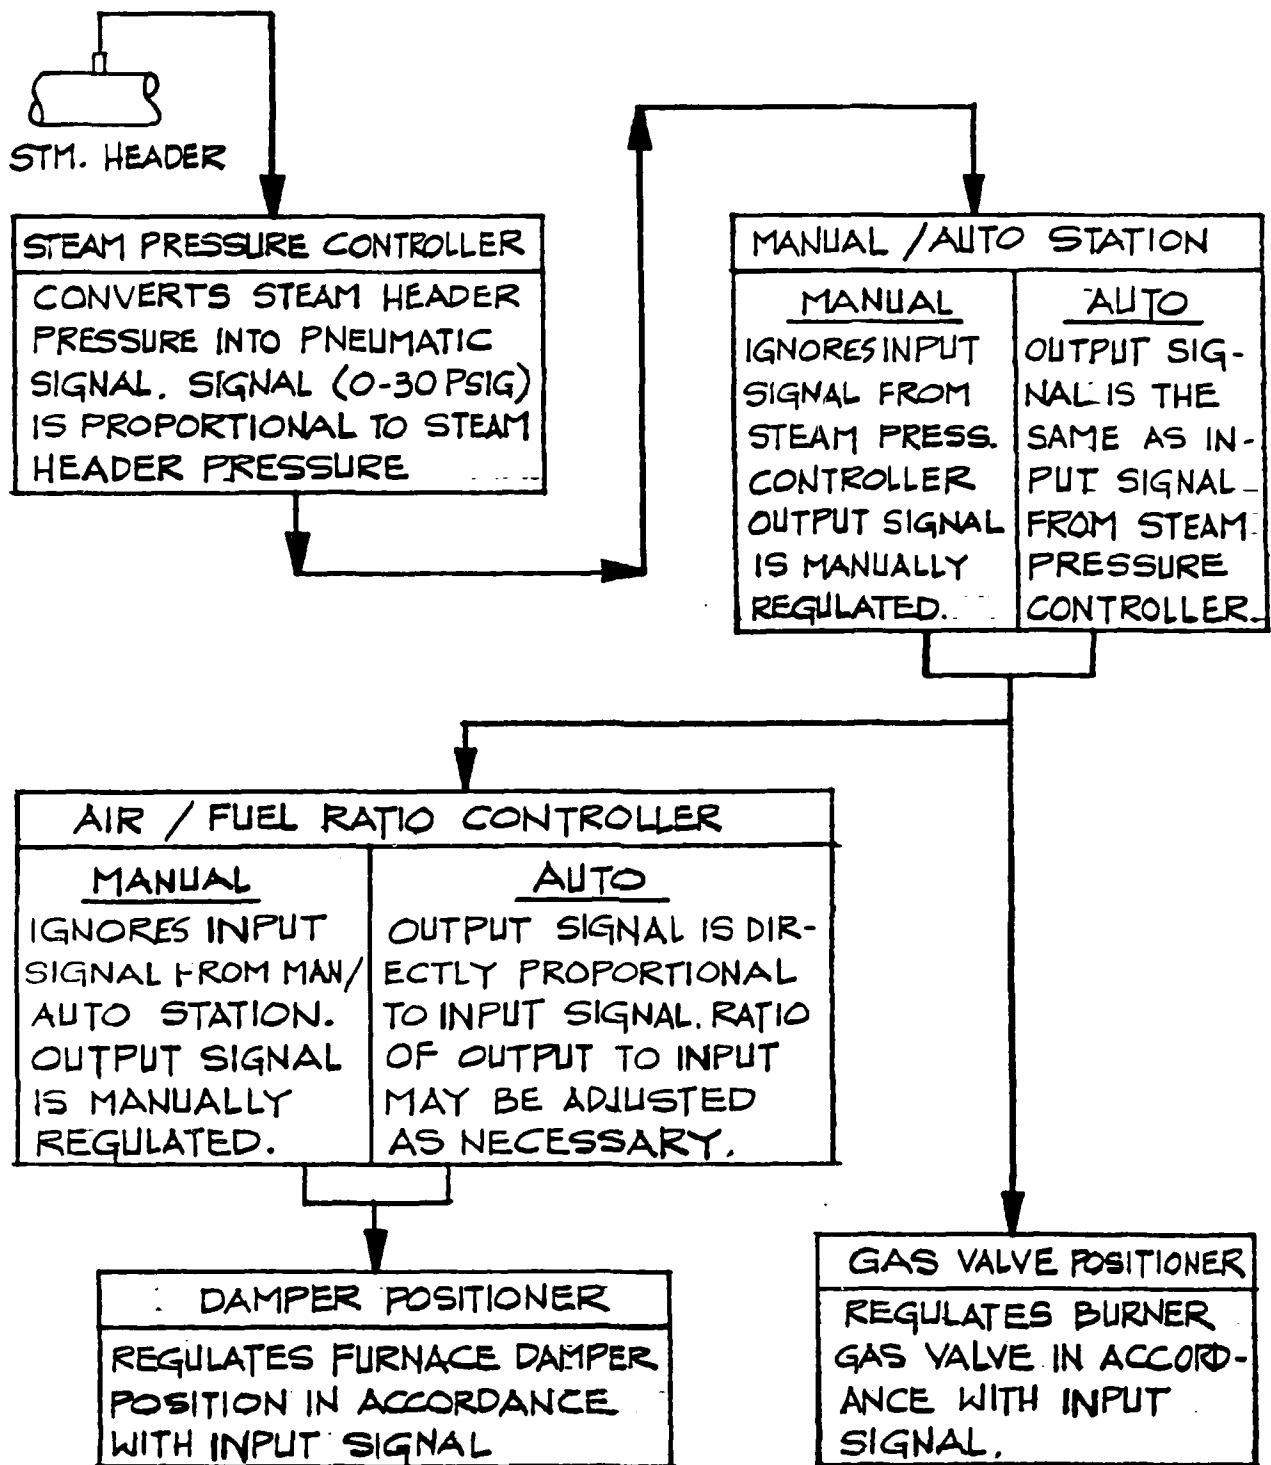 STM. HEADER
STEAM PRESSURE CONTROLLER
CONVERTS STEAM HEADER
PRESSURE INTO PNEUMATIC
SIGNAL. SIGNAL (0-30 PSIG)
IS PROPORTIONAL TO STEAM
HEADER PRESSURE
MANUAL / AUTO STATION
MANUAL
IGNORES INPUT
SIGNAL FROM
STEAM PRESS.
CONTROLLER
OUTPUT SIGNAL
IS MANUALLY
REGULATED.
AUTO
OUTPUT SIG-
NAL IS THE
SAME AS IN-
PUT SIGNAL
FROM STEAM
PRESSURE
CONTROLLER.
AIR / FUEL RATIO CONTROLLER
MANUAL
IGNORES INPUT
SIGNAL FROM MAN/
AUTO STATION.
OUTPUT SIGNAL
IS MANUALLY
REGULATED.
AUTO
OUTPUT SIGNAL IS DIR-
ECTLY PROPORTIONAL
TO INPUT SIGNAL. RATIO
OF OUTPUT TO INPUT
MAY BE ADJUSTED
AS NECESSARY.
DAMPER POSITIONER
REGULATES FURNACE DAMPER
POSITION IN ACCORDANCE
WITH INPUT SIGNAL
GAS VALVE POSITIONER
REGULATES BURNER
GAS VALVE IN ACCORD-
ANCE WITH INPUT
SIGNAL.